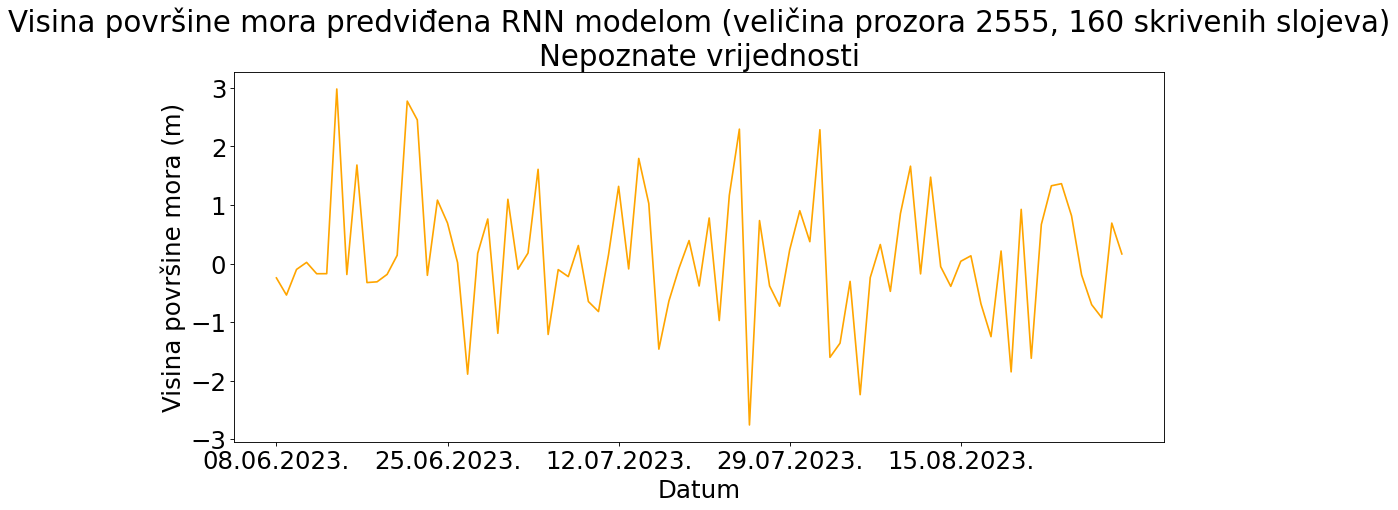 Visina površine mora predviđena RNN modelom (veličina prozora 2555, 160 skrivenih slojeva)
Nepoznate vrijednosti
Visina površine mora (m)
3
2
1
0
−1
−2
−3
08.06.2023. 25.06.2023. 12.07.2023. 29.07.2023. 15.08.2023.
Datum